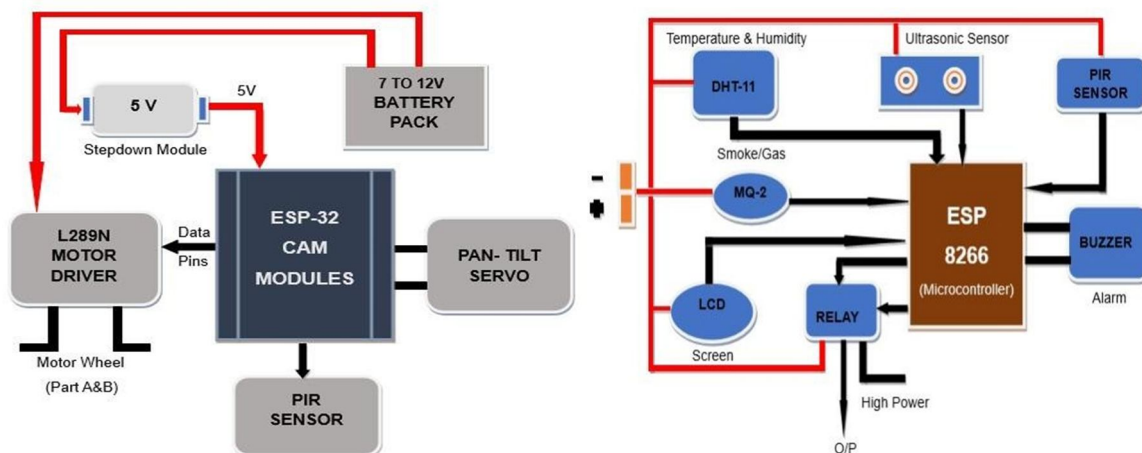 7 TO 12V
BATTERY
PACK
5 V
5V
Stepdown Module
L289N
MOTOR
DRIVER
Data
Pins
ESP-32
CAM
MODULES
PAN- TILT
SERVO
Motor Wheel
(Part A&B)
PIR
SENSOR
Temperature & Humidity
Ultrasonic Sensor
DHT-11
PIR
SENSOR
Smoke/Gas
-
+
MQ-2
ESP
8266
(Microcontroller)
BUZZER
Alarm
LCD
Screen
RELAY
High Power
O/P